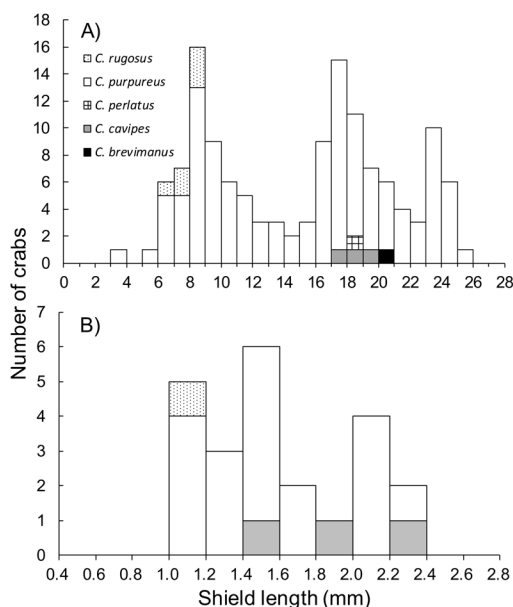 A)
C. rugosus
C. purpureus
C. perlatus
C. cavipes
C. brevimanus
18
16
14
12
10
8
6
4
2
0
0 2 4 6 8 10 12 14 16 18 20 22 24 26 28
Number of crabs
B)
7
6
5
4
3
2
1
0
0.4 0.6 0.8 1.0 1.2 1.4 1.6 1.8 2.0 2.2 2.4 2.6 2.8
Shield length (mm)